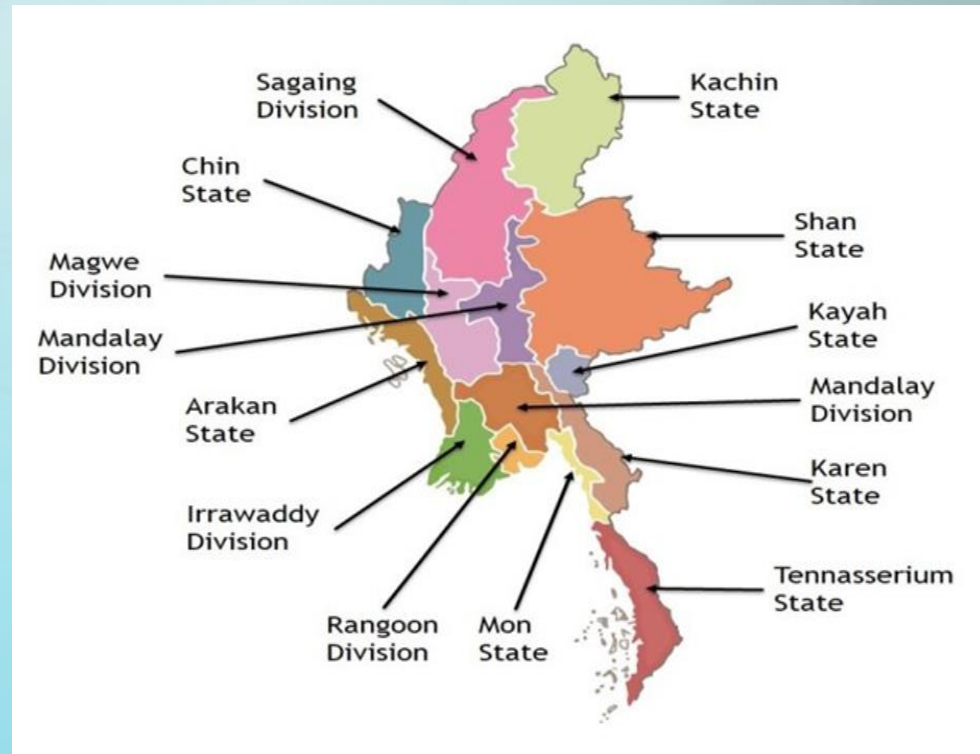 Sagaing
Division
Kachin
State
Chin
State
Shan
State
Magwe
Division
Kayah
State
Mandalay
Division
Mandalay
Division
Arakan
State
Karen
State
Irrawaddy
Division
Tennasserium
State
Rangoon
Division
Mon
State